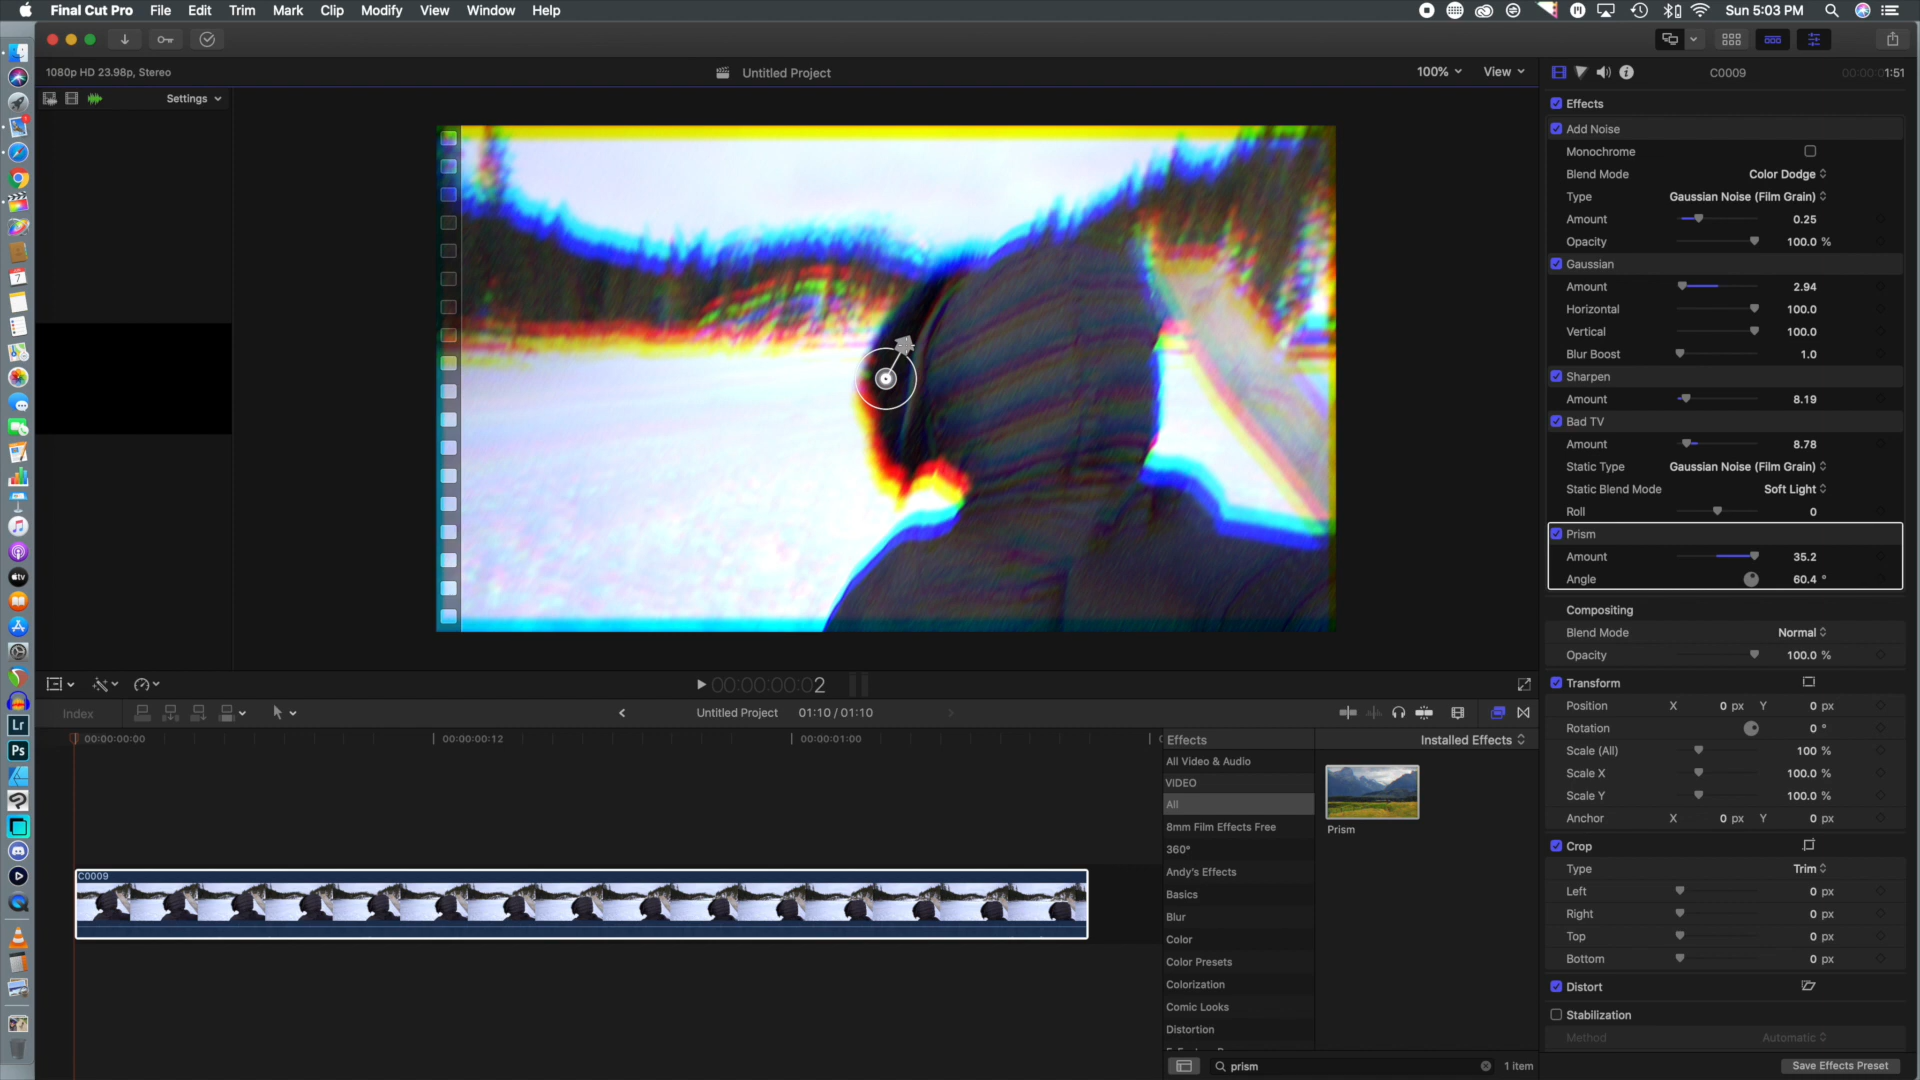 Final Cut Pro File Edit Trim Mark Clip Modify View Window Help
Sun 5:03 PM
1080p HD 23.98p, Stereo
Untitled Project
100%
View
C0009
00:00:01:51
Settings
Effects
Add Noise
Monochrome
Blend Mode Color Dodge
Type Gaussian Noise (Film Grain)
Amount 0.25
Opacity 100.0 %
Gaussian
Amount 2.94
Horizontal 100.0
Vertical 100.0
Blur Boost 1.0
Sharpen
Amount 8.19
Bad TV
Amount 8.78
Static Type Gaussian Noise (Film Grain)
Static Blend Mode Soft Light
Roll 0
Prism
Amount 35.2
Angle 60.4 °
Compositing
Blend Mode Normal
Opacity 100.0 %
Transform
Position X 0 px Y 0 px
Rotation 0 °
Scale (All) 100 %
Scale X 100.0 %
Scale Y 100.0 %
Anchor X 0 px Y 0 px
Crop
Type Trim
Left 0 px
Right 0 px
Top 0 px
Bottom 0 px
Distort
Stabilization
Method Automatic
Save Effects Preset
00:00:00:02
Index
Untitled Project 01:10 / 01:10
00:00:00:00 00:00:00:12 00:00:01:00
C0009
Effects Installed Effects
All Video & Audio
VIDEO
All
8mm Film Effects Free
360°
Andy's Effects
Basics
Blur
Color
Color Presets
Colorization
Comic Looks
Distortion
Prism
prism
1 item
Lr
Ps
tv
7